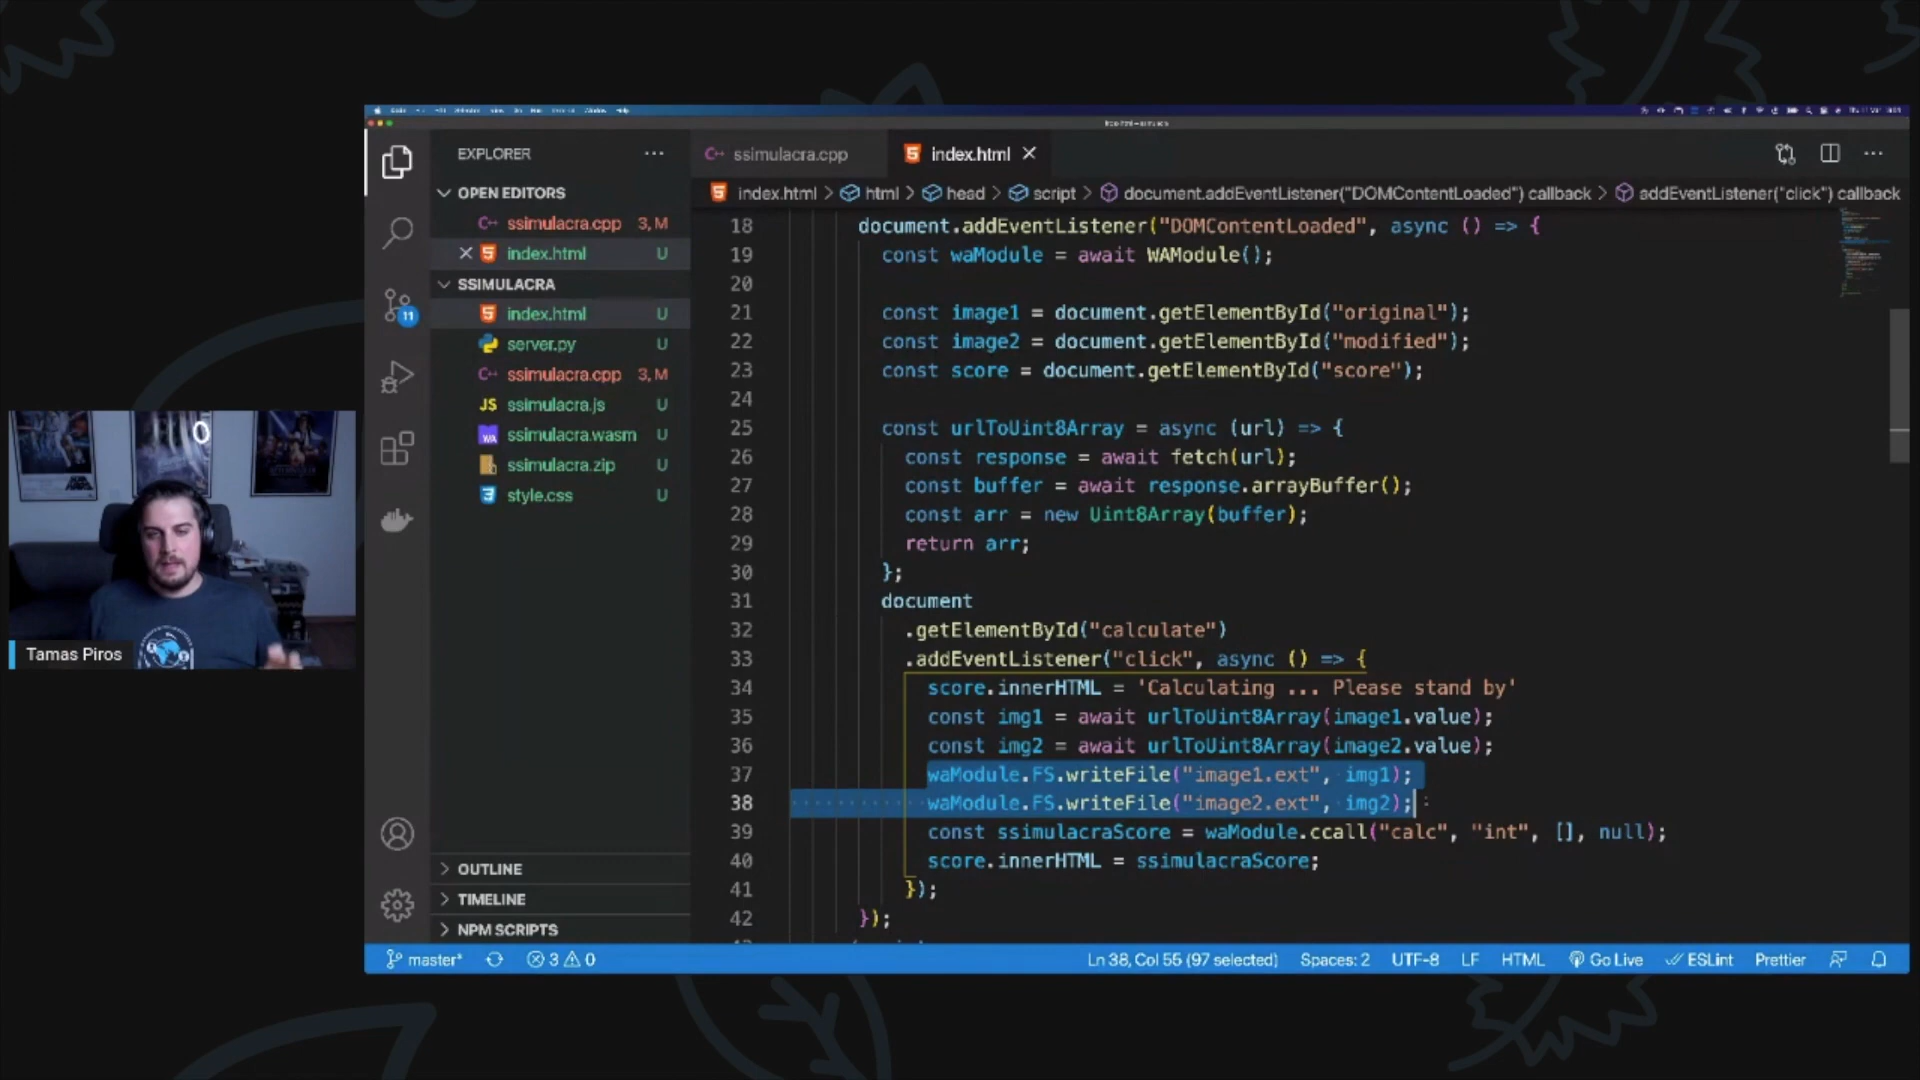 EXPLORER
OPEN EDITORS
ssimulacra.cpp 3, M
index.html U
SSIMULACRA
index.html U
server.py U
ssimulacra.cpp 3, M
JS ssimulacra.js U
WA ssimulacra.wasm U
ssimulacra.zip U
style.css U
OUTLINE
TIMELINE
NPM SCRIPTS
11
C++ ssimulacra.cpp
index.html
index.html > html > head > script > document.addEventListener("DOMContentLoaded") callback > addEventListener("click") callback
18 document.addEventListener("DOMContentLoaded", async () => {
19 const waModule = await WAModule();
20
21 const image1 = document.getElementById("original");
22 const image2 = document.getElementById("modified");
23 const score = document.getElementById("score");
24
25 const urlToUint8Array = async (url) => {
26 const response = await fetch(url);
27 const buffer = await response.arrayBuffer();
28 const arr = new Uint8Array(buffer);
29 return arr;
30 };
31 document
32 .getElementById("calculate")
33 .addEventListener("click", async () => {
34 score.innerHTML = 'Calculating ... Please stand by'
35 const img1 = await urlToUint8Array(image1.value);
36 const img2 = await urlToUint8Array(image2.value);
37 waModule.FS.writeFile("image1.ext", img1);
38 waModule.FS.writeFile("image2.ext", img2);
39 const ssimulacraScore = waModule.ccall("calc", "int", [], null);
40 score.innerHTML = ssimulacraScore;
41 });
42 });
master* 3 0 Ln 38, Col 55 (97 selected) Spaces: 2 UTF-8 LF HTML Go Live ESLint Prettier
Tamas Piros